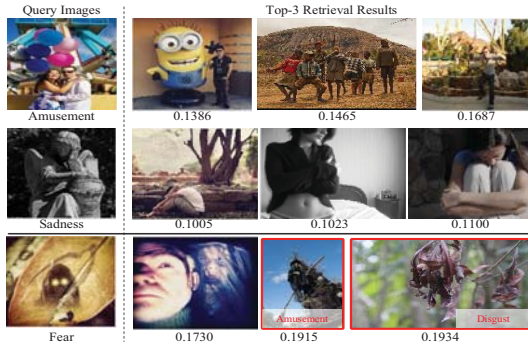 Query Images
Top-3 Retrieval Results
Amusement
0.1386
0.1465
0.1687
Sadness
0.1005
0.1023
0.1100
Amusement
Disgust
Fear
0.1730
0.1915
0.1934